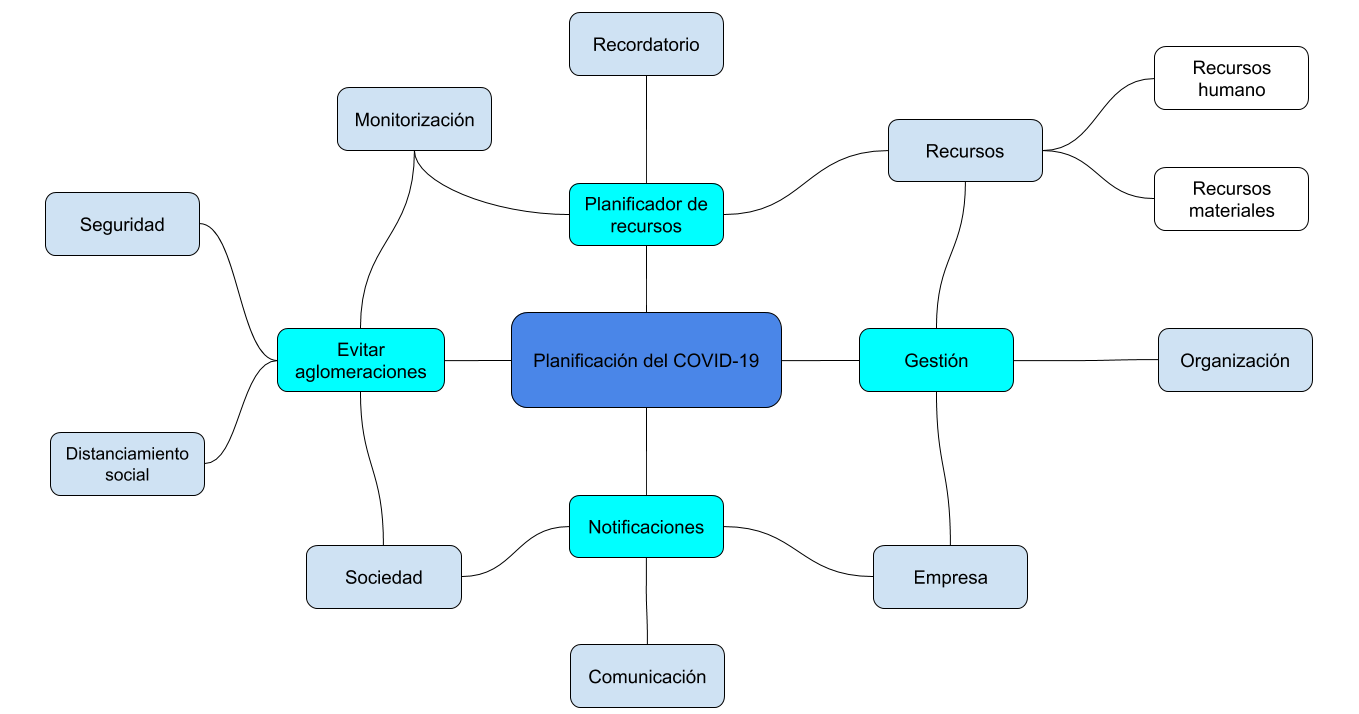 Recordatorio
Recursos
humano
Monitorización
Recursos
Planificador de
recursos
Recursos
materiales
Seguridad
Evitar
aglomeraciones
Planificación del COVID-19
Gestión
Organización
Distanciamiento
social
Notificaciones
Sociedad
Empresa
Comunicación